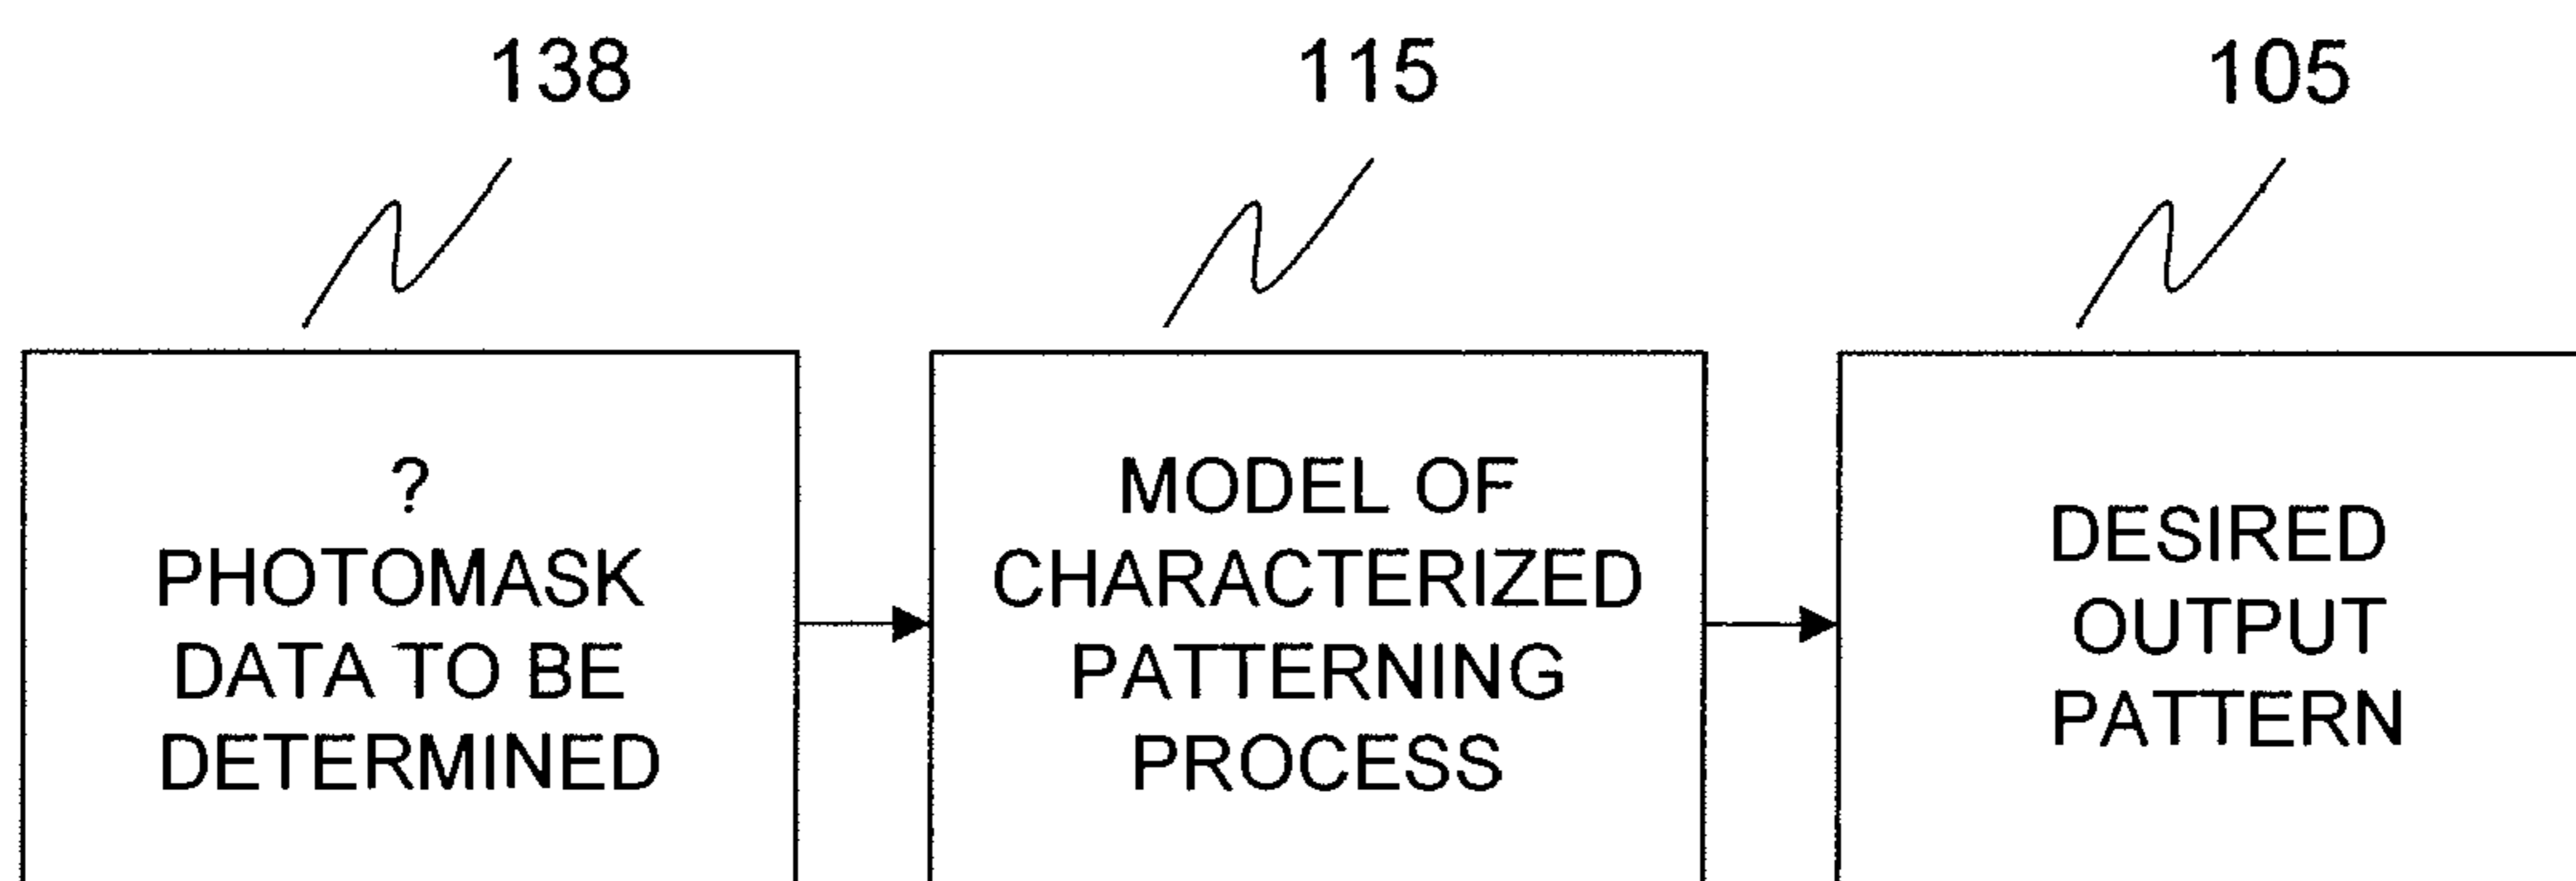 138
115
105
?
PHOTOMASK
DATA TO BE
DETERMINED
MODEL OF
CHARACTERIZED
PATTERNING
PROCESS
DESIRED
OUTPUT
PATTERN